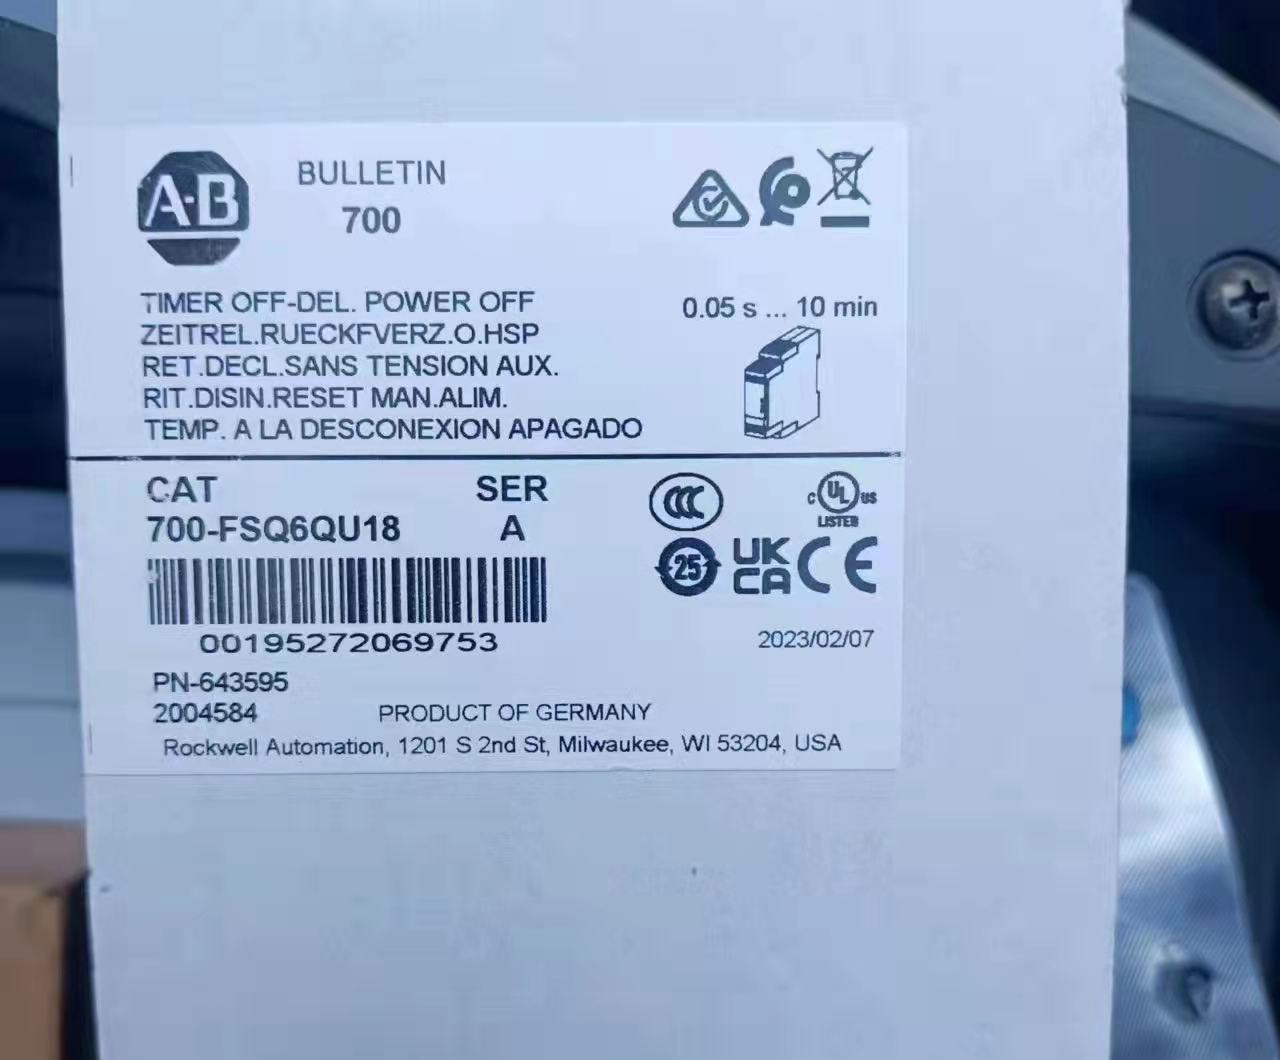 A-B
BULLETIN
700
TIMER OFF-DEL. POWER OFF
ZEITREL.RUECKFVERZ.O.HSP
RET.DECL.SANS TENSION AUX.
RIT.DISIN.RESET MAN.ALIM.
TEMP. A LA DESCONEXION APAGADO
0.05 s ... 10 min
CAT
700-FSQ6QU18
SER
A
00195272069753
PN-643595
2004584
PRODUCT OF GERMANY
Rockwell Automation, 1201 S 2nd St, Milwaukee, WI 53204, USA
CCC
C UL US
LISTED
25
UK
CA
CE
2023/02/07